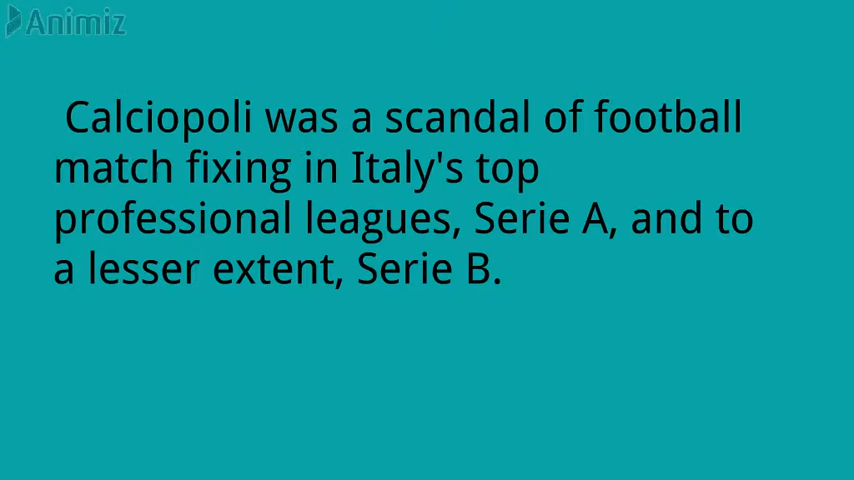 Animiz
Calciopoli was a scandal of football
match fixing in Italy's top
professional leagues, Serie A, and to
a lesser extent, Serie B.